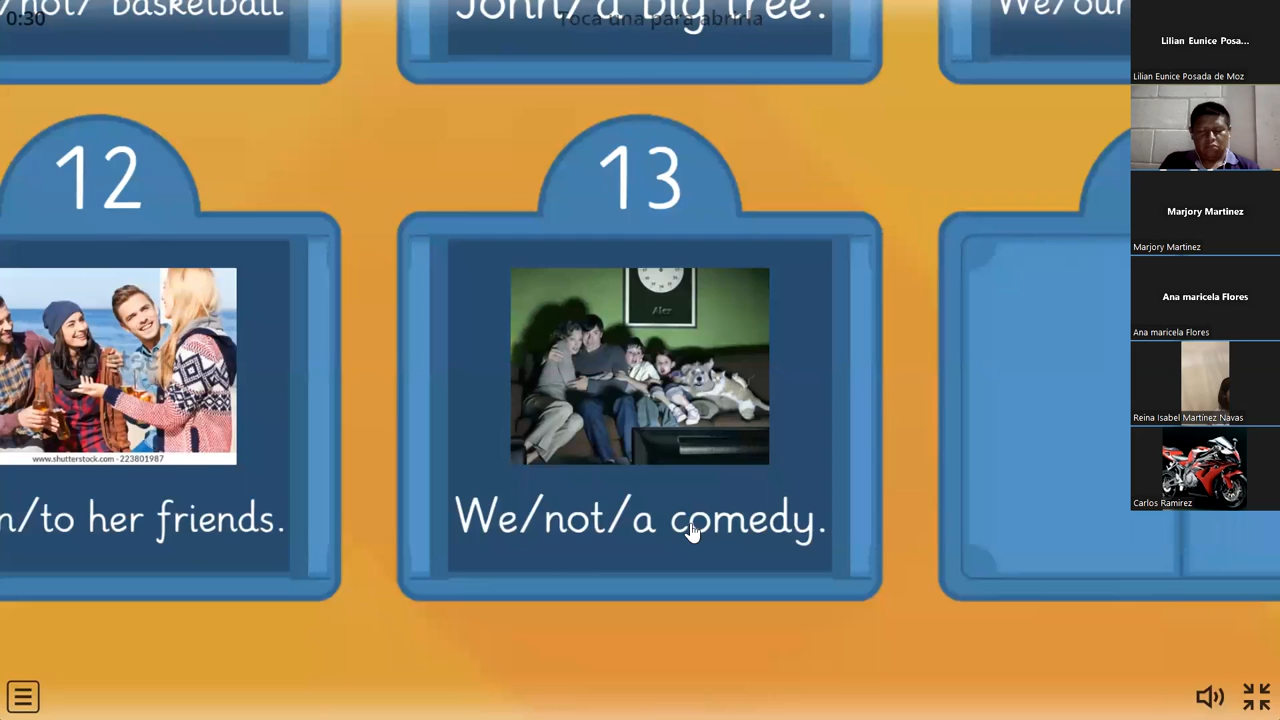 /not/ basketball
John/a big tree.
We/our
0:30
Toca una para abrirla
12
13
www.shutterstock.com · 223801987
/to her friends.
We/not/a comedy.
Lilian Eunice Posa...
Lilian Eunice Posada de Moz
Marjory Martinez
Marjory Martinez
Ana maricela Flores
Ana maricela Flores
Reina Isabel Martinez Navas
Carlos Ramirez